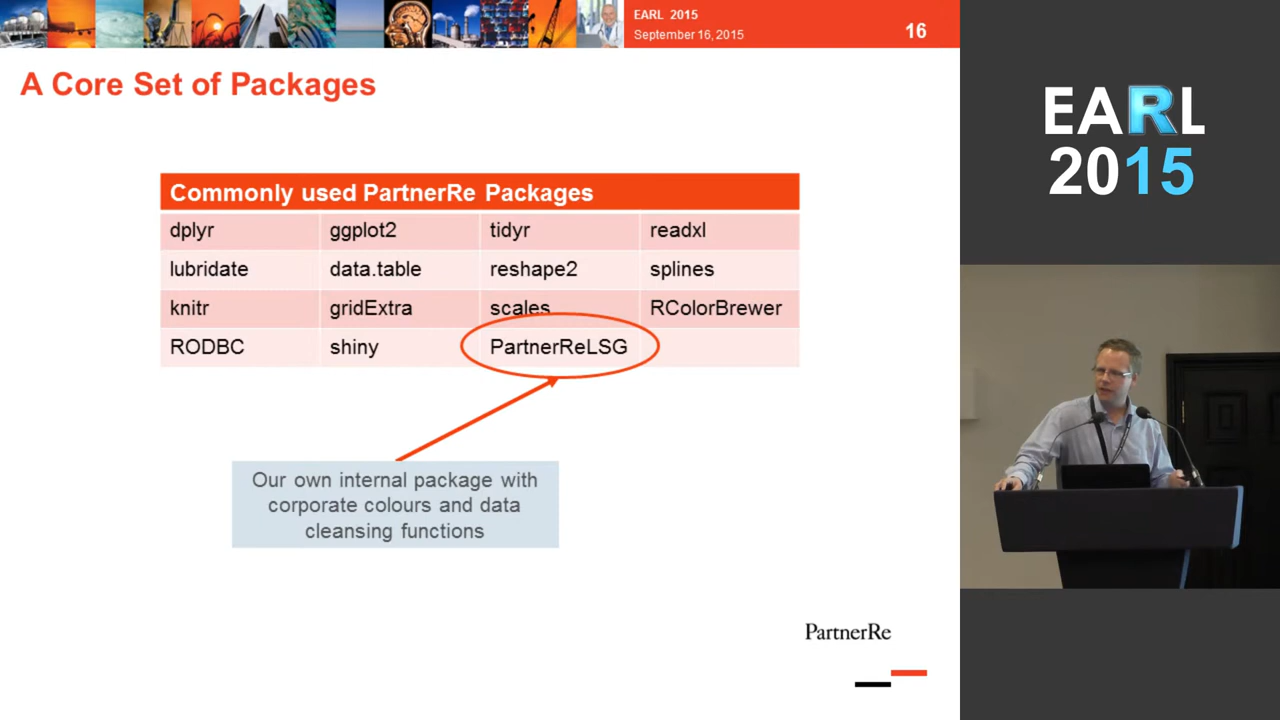 EARL 2015
September 16, 2015
16
A Core Set of Packages
Commonly used PartnerRe Packages
dplyr ggplot2 tidyr readxl
lubridate data.table reshape2 splines
knitr gridExtra scales RColorBrewer
RODBC shiny PartnerReLSG
Our own internal package with
corporate colours and data
cleansing functions
PartnerRe
EARL
2015